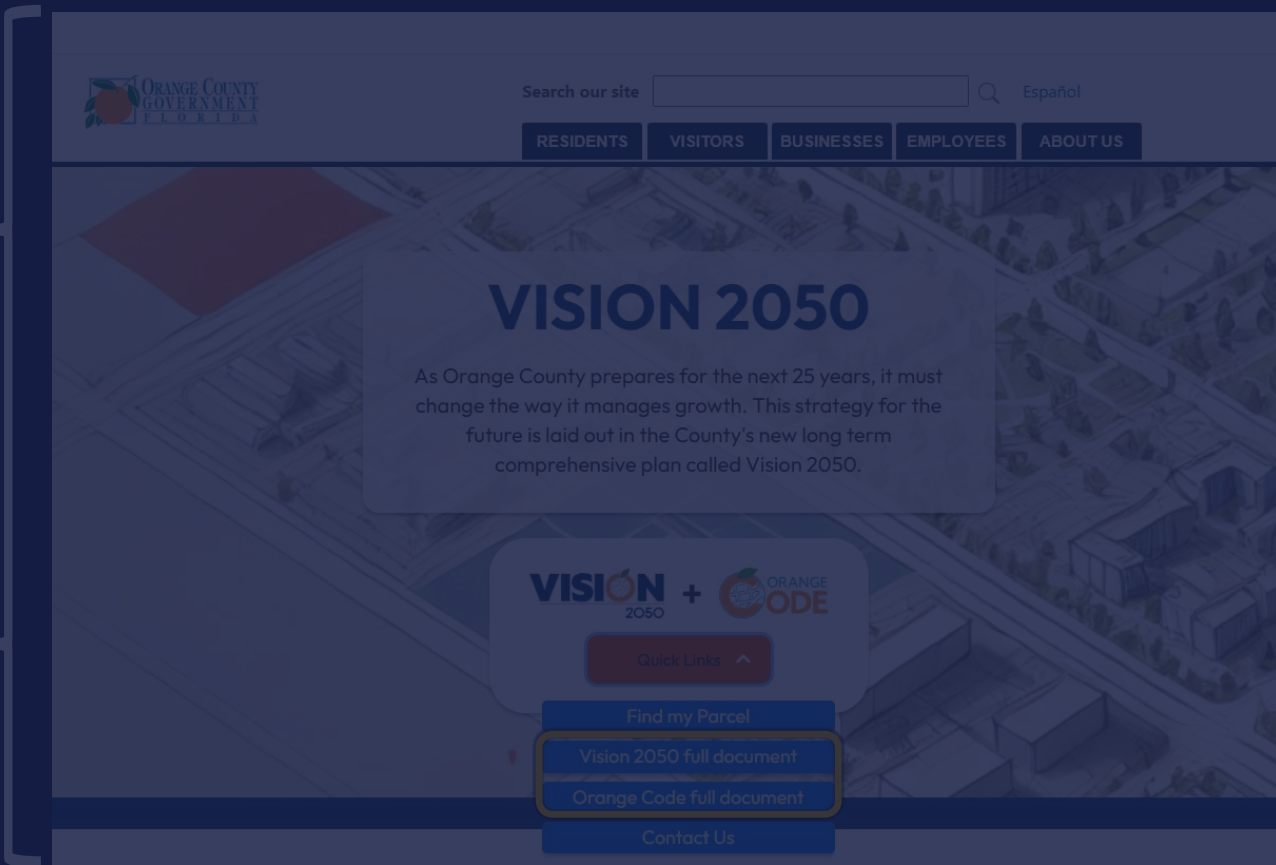 ORANGE COUNTY
GOVERNMENT
FLORIDA
Search our site
Español
RESIDENTS
VISITORS
BUSINESSES
EMPLOYEES
ABOUT US
VISION 2050
As Orange County prepares for the next 25 years, it must
change the way it manages growth. This strategy for the
future is laid out in the County's new long term
comprehensive plan called Vision 2050.
VISION
2050
+
ORANGE
CODE
Quick Links
Find my Parcel
Vision 2050 full document
Orange Code full document
Contact Us